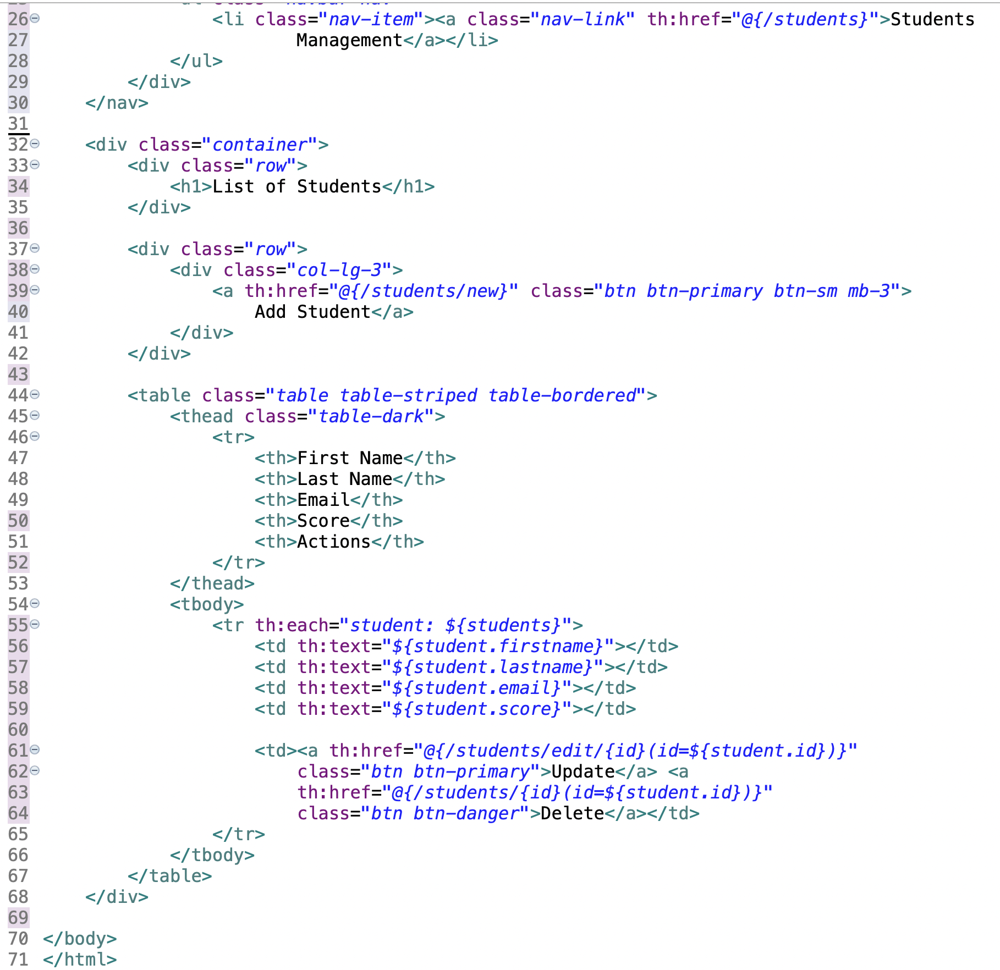 26 <li class="nav-item"><a class="nav-link" th:href="@{/students}">Students
27 Management</a></li>
28 </ul>
29 </div>
30 </nav>
31
32 <div class="container">
33 <div class="row">
34 <h1>List of Students</h1>
35 </div>
36
37 <div class="row">
38 <div class="col-lg-3">
39 <a th:href="@{/students/new}" class="btn btn-primary btn-sm mb-3">
40 Add Student</a>
41 </div>
42 </div>
43
44 <table class="table table-striped table-bordered">
45 <thead class="table-dark">
46 <tr>
47 <th>First Name</th>
48 <th>Last Name</th>
49 <th>Email</th>
50 <th>Score</th>
51 <th>Actions</th>
52 </tr>
53 </thead>
54 <tbody>
55 <tr th:each="student: ${students}">
56 <td th:text="${student.firstname}"></td>
57 <td th:text="${student.lastname}"></td>
58 <td th:text="${student.email}"></td>
59 <td th:text="${student.score}"></td>
60
61 <td><a th:href="@{/students/edit/{id}(id=${student.id})}"
62 class="btn btn-primary">Update</a> <a
63 th:href="@{/students/{id}(id=${student.id})}"
64 class="btn btn-danger">Delete</a></td>
65 </tr>
66 </tbody>
67 </table>
68 </div>
69
70 </body>
71 </html>